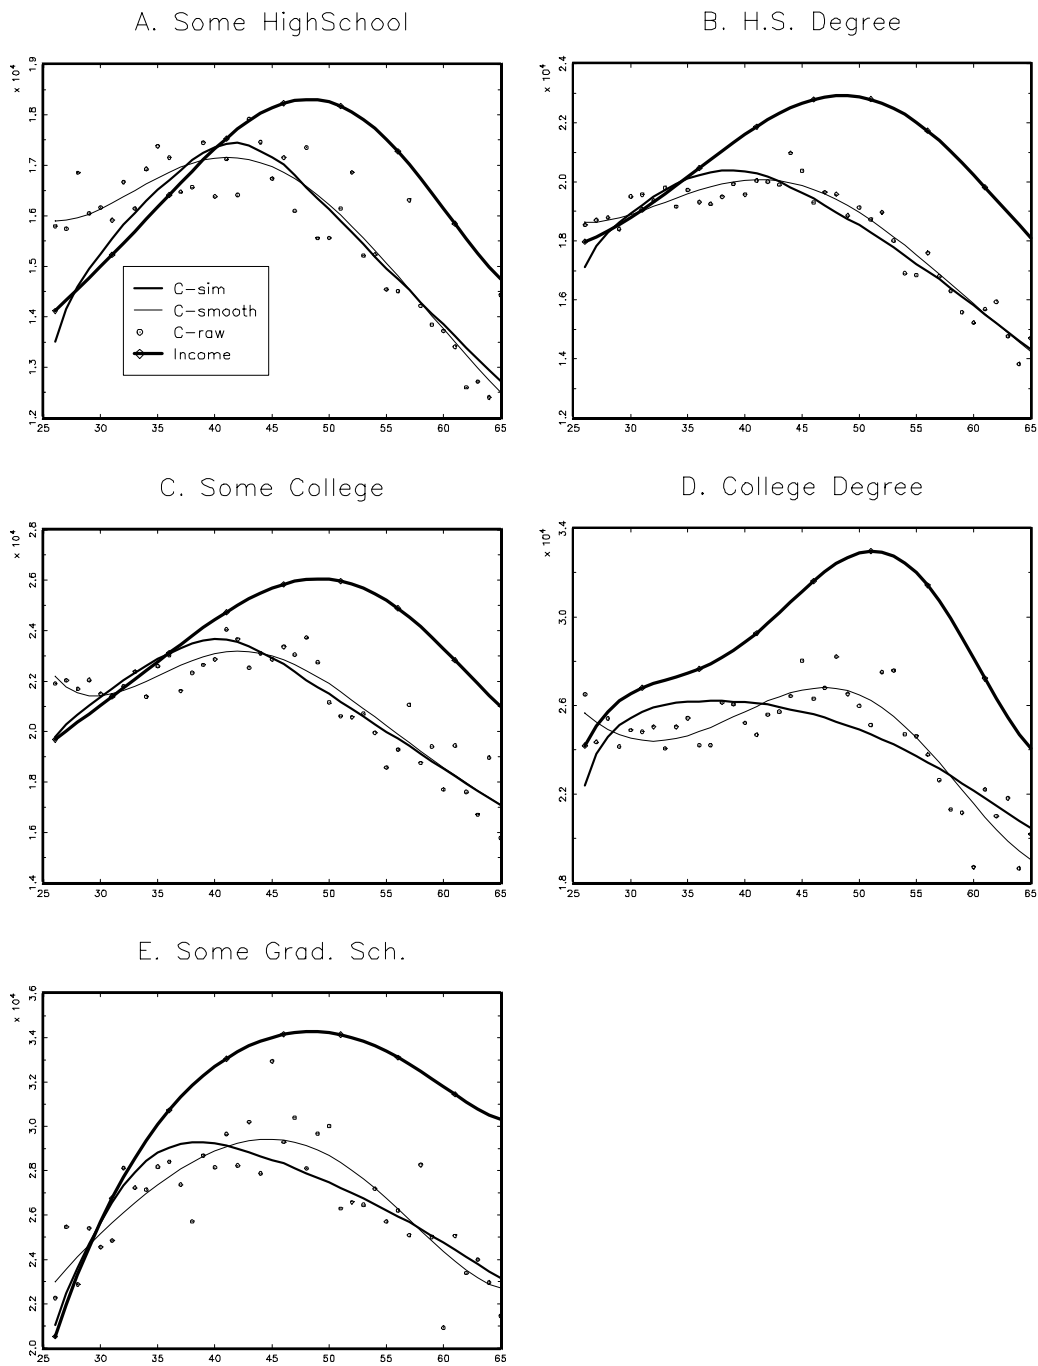 A. Some HighSchool
B. H.S. Degree
x 10⁴
1.9
1.8
1.7
1.6
1.5
1.4
1.3
1.2
C-sim
C-smooth
C-raw
Income
25 30 35 40 45 50 55 60 65
x 10⁴
2.4
2.2
2.0
1.8
1.6
1.4
1.2
25 30 35 40 45 50 55 60 65
C. Some College
D. College Degree
x 10⁴
2.8
2.6
2.4
2.2
2.0
1.8
1.6
1.4
25 30 35 40 45 50 55 60 65
x 10⁴
3.4
3.0
2.6
2.2
1.8
25 30 35 40 45 50 55 60 65
E. Some Grad. Sch.
x 10⁴
3.6
3.4
3.2
3.0
2.8
2.6
2.4
2.2
2.0
25 30 35 40 45 50 55 60 65